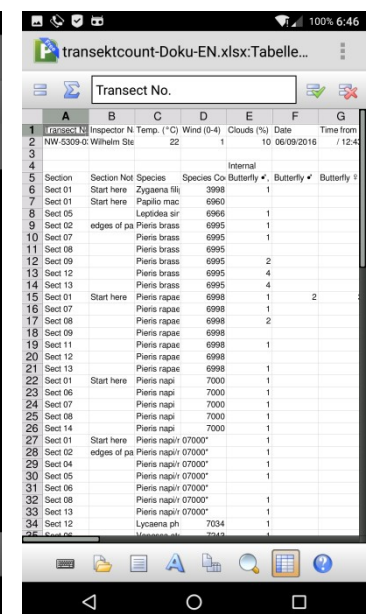 100% 6:46
transektcount-Doku-EN.xlsx:Tabelle...
Transect No.
A B C D E F G
1 Transect N Inspector N Temp. (°C) Wind (0-4) Clouds (%) Date Time from
2 NW-5309-0 Wilhelm Ste 22 1 10 06/09/2016 / 12:4
3
4 Internal
5 Section Section Not Species Species Co Butterfly Butterfly Butterfly
6 Sect 01 Start here Zygaena fili 3998 1
7 Sect 01 Start here Papilio mac 6960
8 Sect 05 Leptidea sir 6966 1
9 Sect 02 edges of pa Pieris brass 6995 1
10 Sect 07 Pieris brass 6995 1
11 Sect 08 Pieris brass 6995
12 Sect 09 Pieris brass 6995 2
13 Sect 12 Pieris brass 6995 4
14 Sect 13 Pieris brass 6995 4
15 Sect 01 Start here Pieris rapae 6998 1 2
16 Sect 07 Pieris rapae 6998 1
17 Sect 08 Pieris rapae 6998 2
18 Sect 09 Pieris rapae 6998
19 Sect 11 Pieris rapae 6998 1
20 Sect 12 Pieris rapae 6998
21 Sect 13 Pieris rapae 6998 1
22 Sect 01 Start here Pieris napi 7000 1
23 Sect 06 Pieris napi 7000 1
24 Sect 07 Pieris napi 7000 1
25 Sect 08 Pieris napi 7000 1
26 Sect 14 Pieris napi 7000 1
27 Sect 01 Start here Pieris napi/r 07000* 1
28 Sect 02 edges of pa Pieris napi/r 07000* 1
29 Sect 04 Pieris napi/r 07000* 1
30 Sect 05 Pieris napi/r 07000* 1
31 Sect 06 Pieris napi/r 07000*
32 Sect 08 Pieris napi/r 07000* 1
33 Sect 13 Pieris napi/r 07000* 1
34 Sect 12 Lycaena ph 7034 1